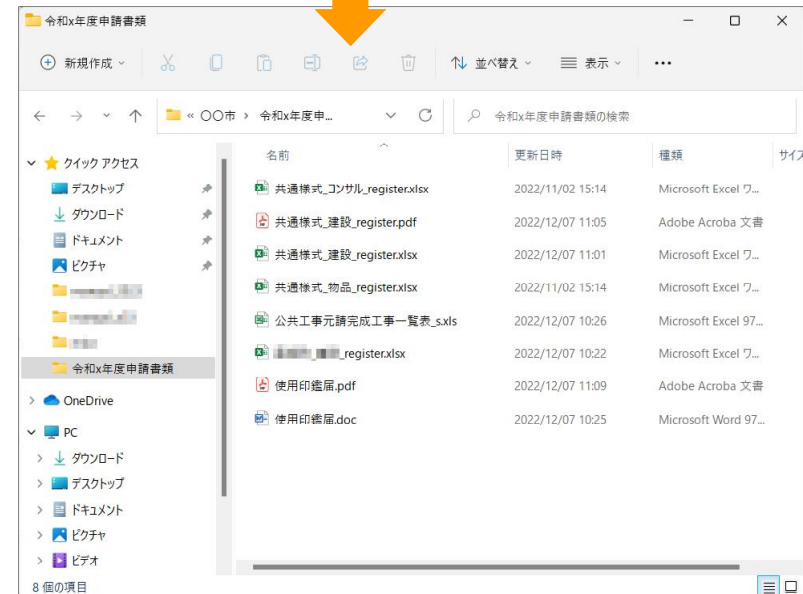 令和x年度申請書類
新規作成
並べ替え
表示
« 〇〇市 › 令和x年度申...
令和x年度申請書類の検索
名前 更新日時 種類 サイズ
クイック アクセス
デスクトップ
ダウンロード
ドキュメント
ピクチャ
令和x年度申請書類
OneDrive
PC
ダウンロード
デスクトップ
ドキュメント
ピクチャ
ビデオ
共通様式_コンサル_register.xlsx 2022/11/02 15:14 Microsoft Excel ワ...
共通様式_建設_register.pdf 2022/12/07 11:05 Adobe Acroba 文書
共通様式_建設_register.xlsx 2022/12/07 11:01 Microsoft Excel ワ...
共通様式_物品_register.xlsx 2022/11/02 15:14 Microsoft Excel ワ...
公共工事元請完成工事一覧表_s.xls 2022/12/07 10:26 Microsoft Excel 97...
_register.xlsx 2022/12/07 10:22 Microsoft Excel ワ...
使用印鑑届.pdf 2022/12/07 11:09 Adobe Acroba 文書
使用印鑑届.doc 2022/12/07 10:25 Microsoft Word 97...
8 個の項目